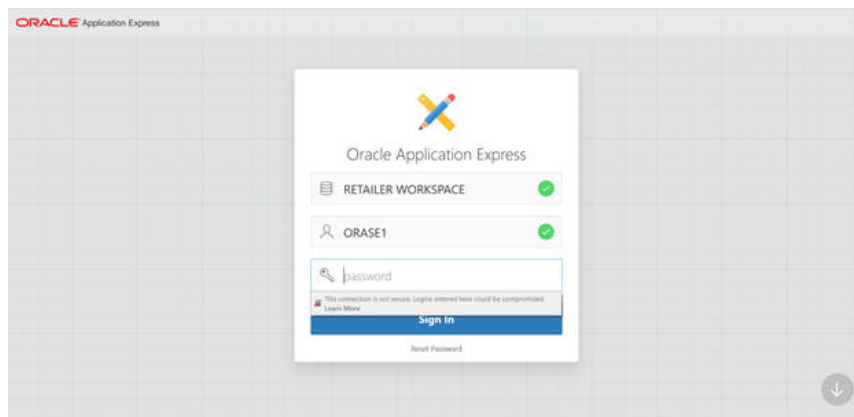 ORACLE Application Express
Oracle Application Express
RETAILER WORKSPACE
ORASE1
password
This connection is not secure. Logins entered here could be compromised.
Learn More
Sign In
Reset Password